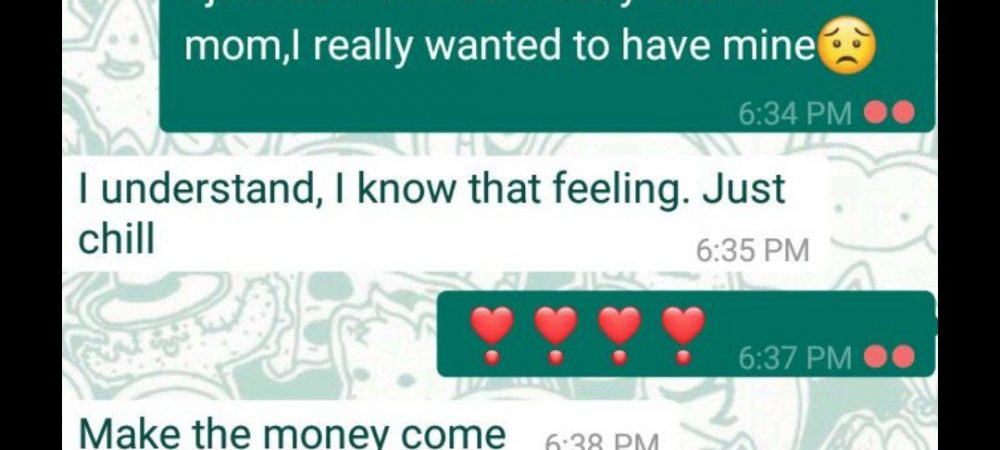 mom,I really wanted to have mine😟
6:34 PM
I understand, I know that feeling. Just
chill
6:35 PM
❣️❣️❣️❣️
6:37 PM
Make the money come
6:38 PM